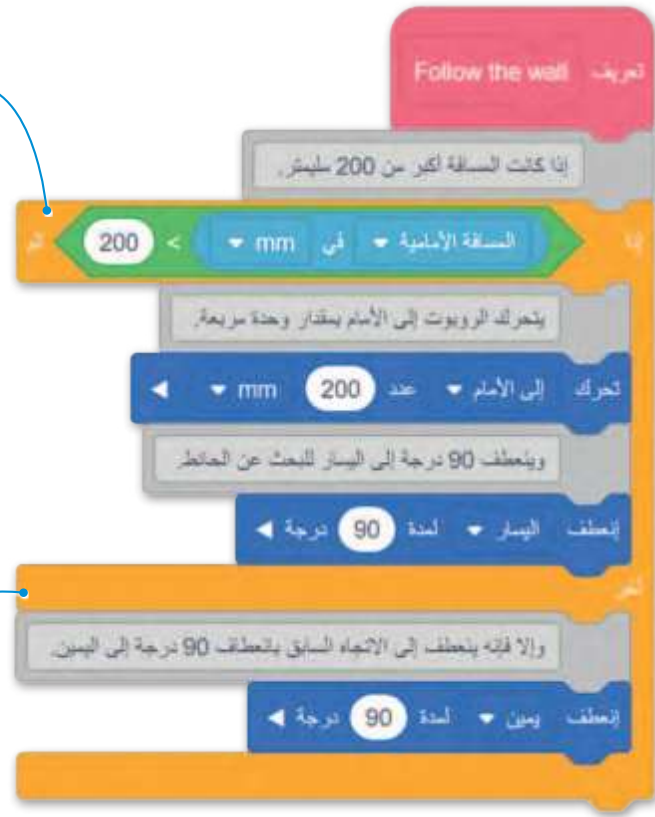 تعريف Follow the wall
إذا كانت المسافة أكبر من 200 مليمتر.
إذا المسافة الأمامية في mm > 200 ثم
يتحرك الروبوت إلى الأمام بمقدار وحدة مربعة.
تحرك إلى الأمام عدد 200 mm
وينعطف 90 درجة إلى اليسار للبحث عن الحائط.
إنعطف اليسار لمدة 90 درجة
آخر
وإلا فإنه ينعطف إلى الاتجاه السابق بانعطاف 90 درجة إلى اليمين.
إنعطف يمين لمدة 90 درجة